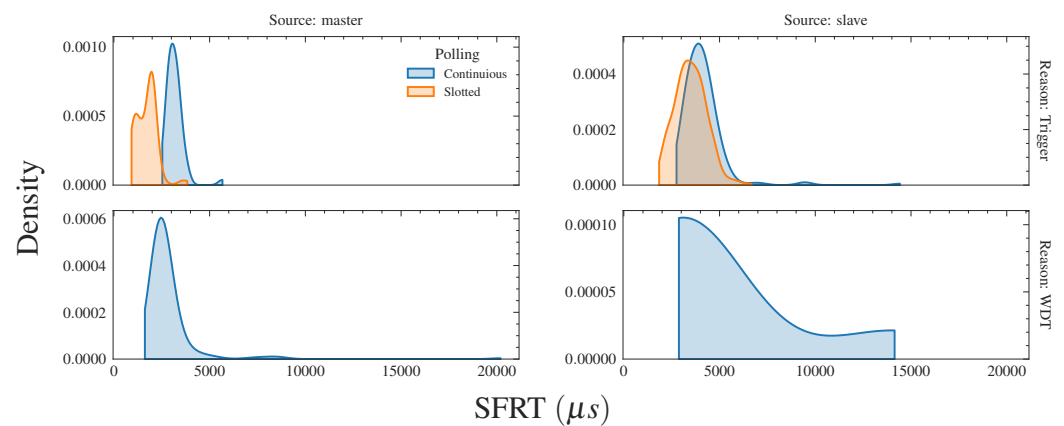 Source: master
Source: slave
0.0010
0.0005
0.0000
Polling
Continuious
Slotted
0.0004
0.0002
0.0000
Reason: Trigger
Density
0.0006
0.0004
0.0002
0.0000
0 5000 10000 15000 20000
0.00010
0.00005
0.00000
0 5000 10000 15000 20000
Reason: WDT
SFRT (μs)